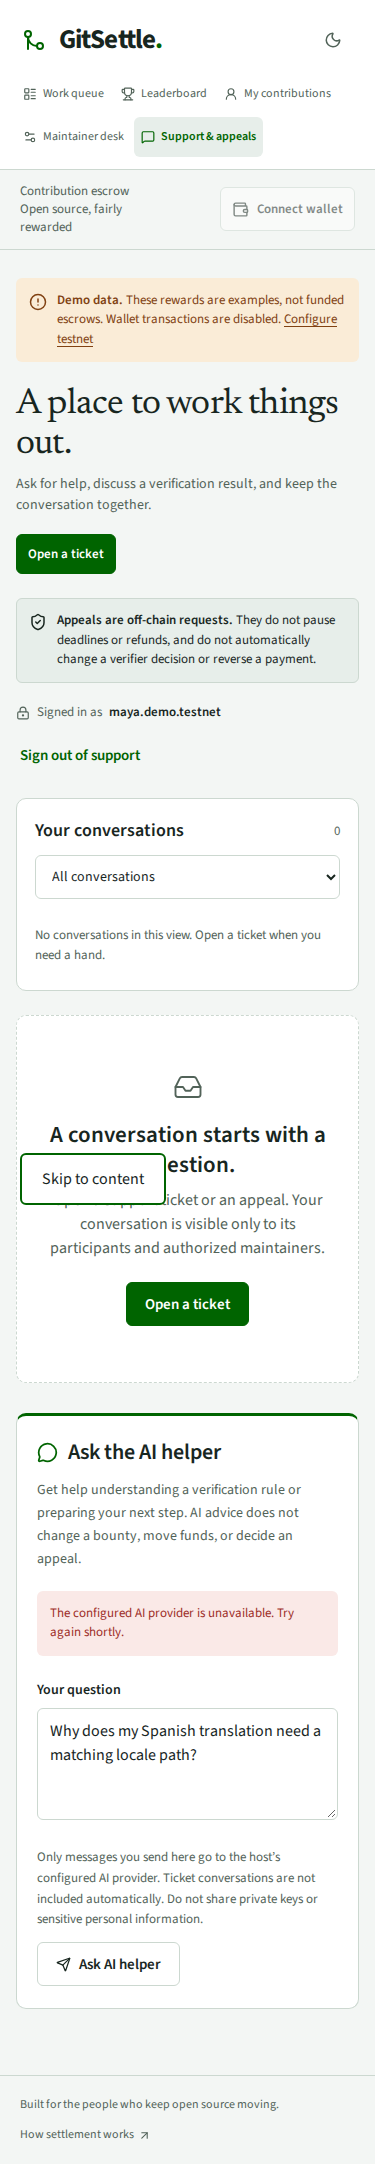 GitSettle.
Work queue
Leaderboard
My contributions
Maintainer desk
Support & appeals
Contribution escrow
Open source, fairly
rewarded
Connect wallet
Demo data. These rewards are examples, not funded
escrows. Wallet transactions are disabled. Configure
testnet
A place to work things
out.
Ask for help, discuss a verification result, and keep the
conversation together.
Open a ticket
Appeals are off-chain requests. They do not pause
deadlines or refunds, and do not automatically
change a verifier decision or reverse a payment.
Signed in as maya.demo.testnet
Sign out of support
Your conversations
0
All conversations
No conversations in this view. Open a ticket when you
need a hand.
A conversation starts with a
Skip to content
ticket or an appeal. Your
conversation is visible only to its
participants and authorized maintainers.
Open a ticket
Ask the AI helper
Get help understanding a verification rule or
preparing your next step. AI advice does not
change a bounty, move funds, or decide an
appeal.
The configured AI provider is unavailable. Try
again shortly.
Your question
Why does my Spanish translation need a
matching locale path?
Only messages you send here go to the host's
configured AI provider. Ticket conversations are not
included automatically. Do not share private keys or
sensitive personal information.
Ask AI helper
Built for the people who keep open source moving.
How settlement works